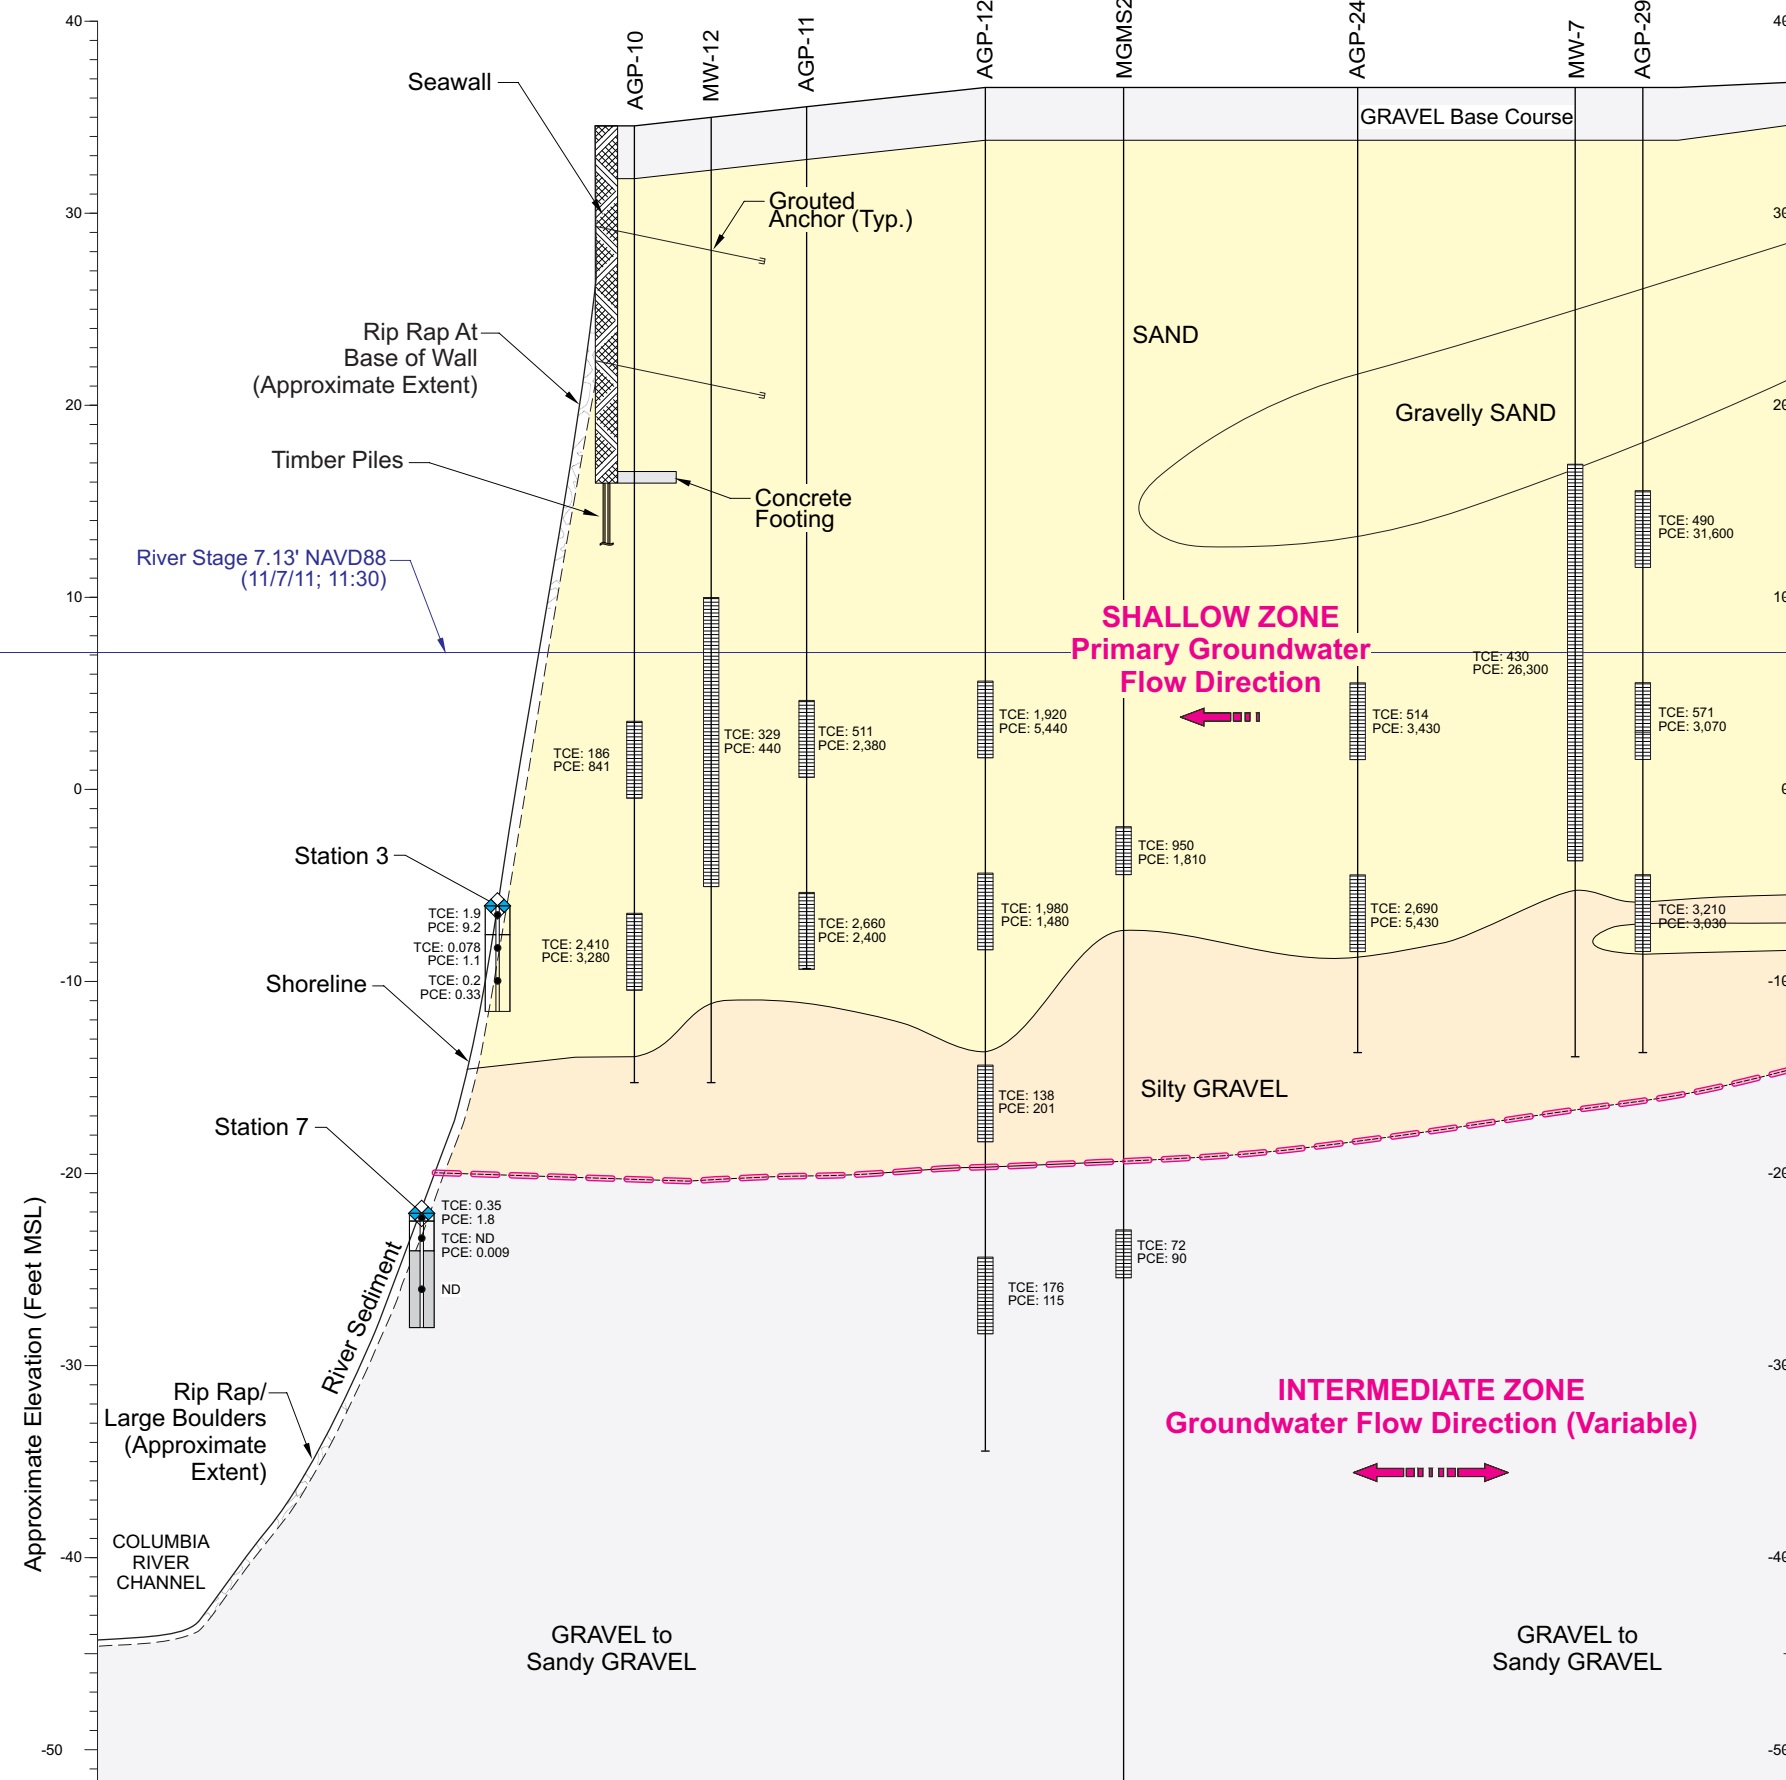 40
30
20
10
0
-10
-20
-30
-40
-50
Approximate Elevation (Feet MSL)
AGP-10
MW-12
AGP-11
AGP-12
MGMS2
AGP-24
MW-7
AGP-29
Seawall
GRAVEL Base Course
Grouted
Anchor (Typ.)
Rip Rap At
Base of Wall
(Approximate Extent)
SAND
Gravelly SAND
Timber Piles
Concrete
Footing
River Stage 7.13' NAVD88
(11/7/11; 11:30)
SHALLOW ZONE
Primary Groundwater
Flow Direction
TCE: 490
PCE: 31,600
TCE: 430
PCE: 26,300
TCE: 186
PCE: 841
TCE: 329
PCE: 440
TCE: 511
PCE: 2,380
TCE: 1,920
PCE: 5,440
TCE: 514
PCE: 3,430
TCE: 571
PCE: 3,070
Station 3
TCE: 950
PCE: 1,810
TCE: 1.9
PCE: 9.2
TCE: 0.078
PCE: 1.1
TCE: 0.2
PCE: 0.33
TCE: 2,410
PCE: 3,280
TCE: 2,660
PCE: 2,400
TCE: 1,980
PCE: 1,480
TCE: 2,690
PCE: 5,430
TCE: 3,210
PCE: 3,030
Shoreline
TCE: 138
PCE: 201
Silty GRAVEL
Station 7
TCE: 0.35
PCE: 1.8
TCE: ND
PCE: 0.009
ND
TCE: 176
PCE: 115
TCE: 72
PCE: 90
River Sediment
Rip Rap/
Large Boulders
(Approximate
Extent)
INTERMEDIATE ZONE
Groundwater Flow Direction (Variable)
COLUMBIA
RIVER
CHANNEL
GRAVEL to
Sandy GRAVEL
GRAVEL to
Sandy GRAVEL